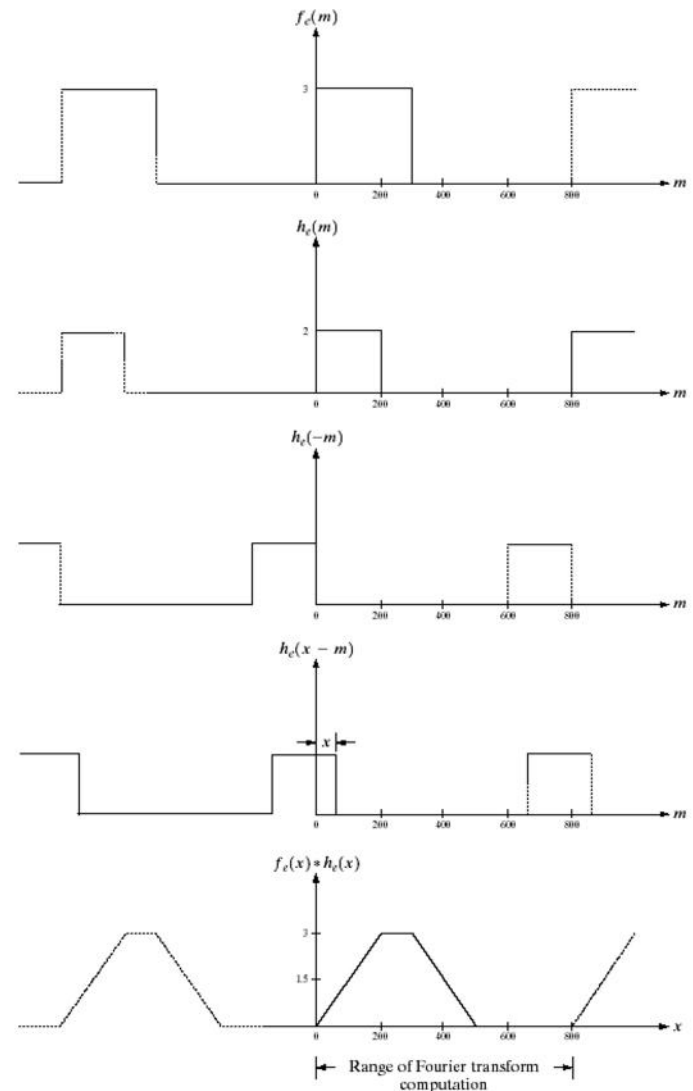 f_e(m)
3
0 200 400 600 800 m
h_e(m)
2
0 200 400 600 800 m
h_e(−m)
0 200 400 600 800 m
h_e(x − m)
x
0 200 400 600 800 m
f_e(x) * h_e(x)
3
1.5
0 200 400 600 800 x
Range of Fourier transform
computation